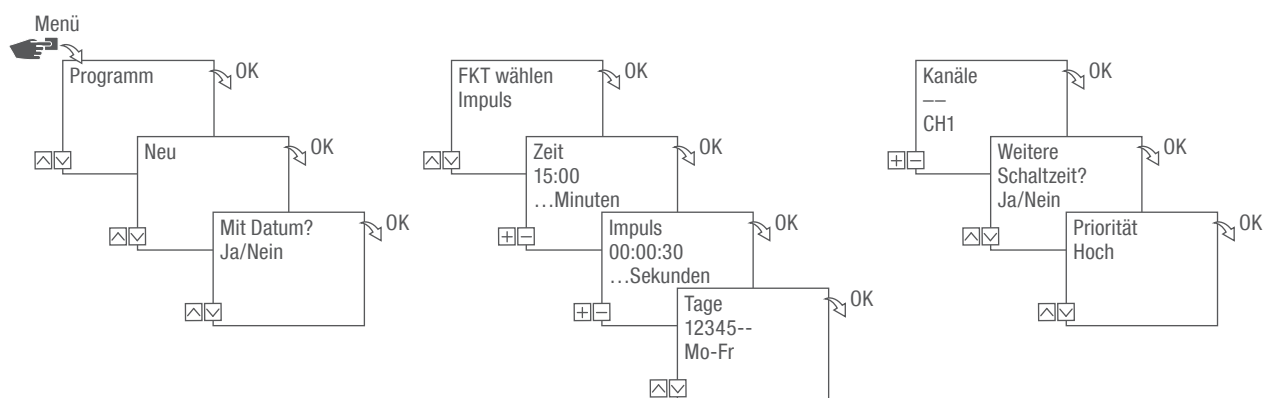 Menü
Programm
OK
Neu
OK
Mit Datum?
Ja/Nein
OK
FKT wählen
Impuls
OK
Zeit
15:00
…Minuten
OK
Impuls
00:00:30
…Sekunden
OK
Tage
12345--
Mo-Fr
OK
Kanäle
––
CH1
OK
Weitere
Schaltzeit?
Ja/Nein
OK
Priorität
Hoch
OK